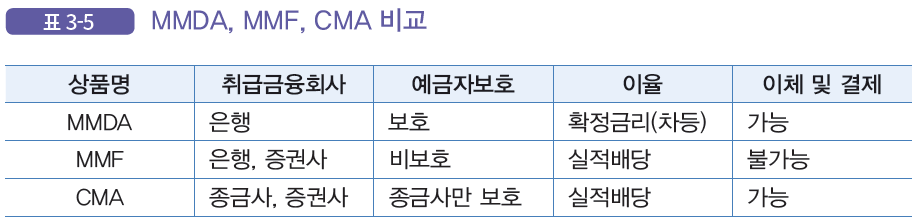 표 3-5 MMDA, MMF, CMA 비교
상품명 취급금융회사 예금자보호 이율 이체 및 결제
MMDA 은행 보호 확정금리(차등) 가능
MMF 은행, 증권사 비보호 실적배당 불가능
CMA 종금사, 증권사 종금사만 보호 실적배당 가능